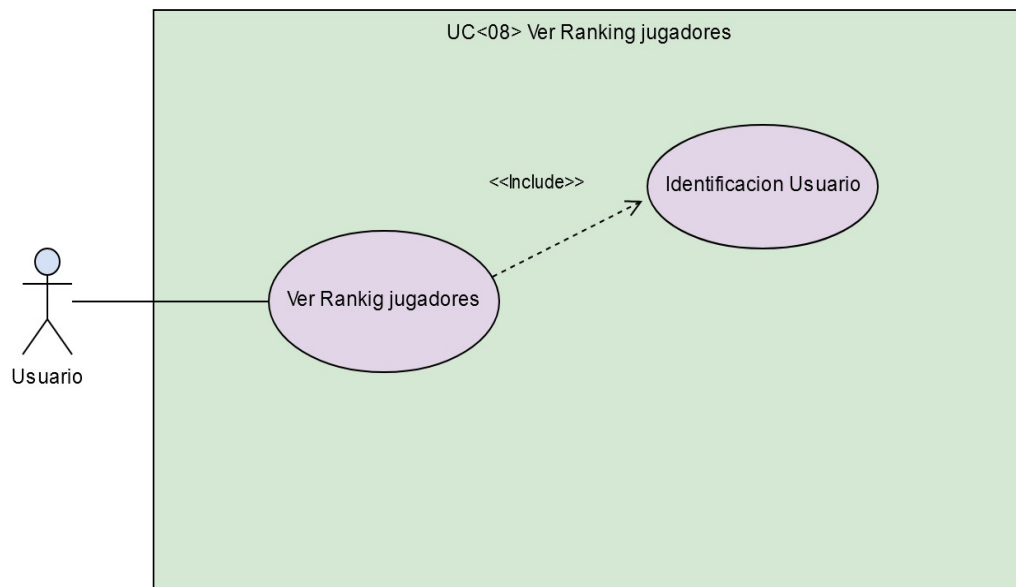 UC<08> Ver Ranking jugadores
<<Include>>
Identificacion Usuario
Ver Rankig jugadores
Usuario